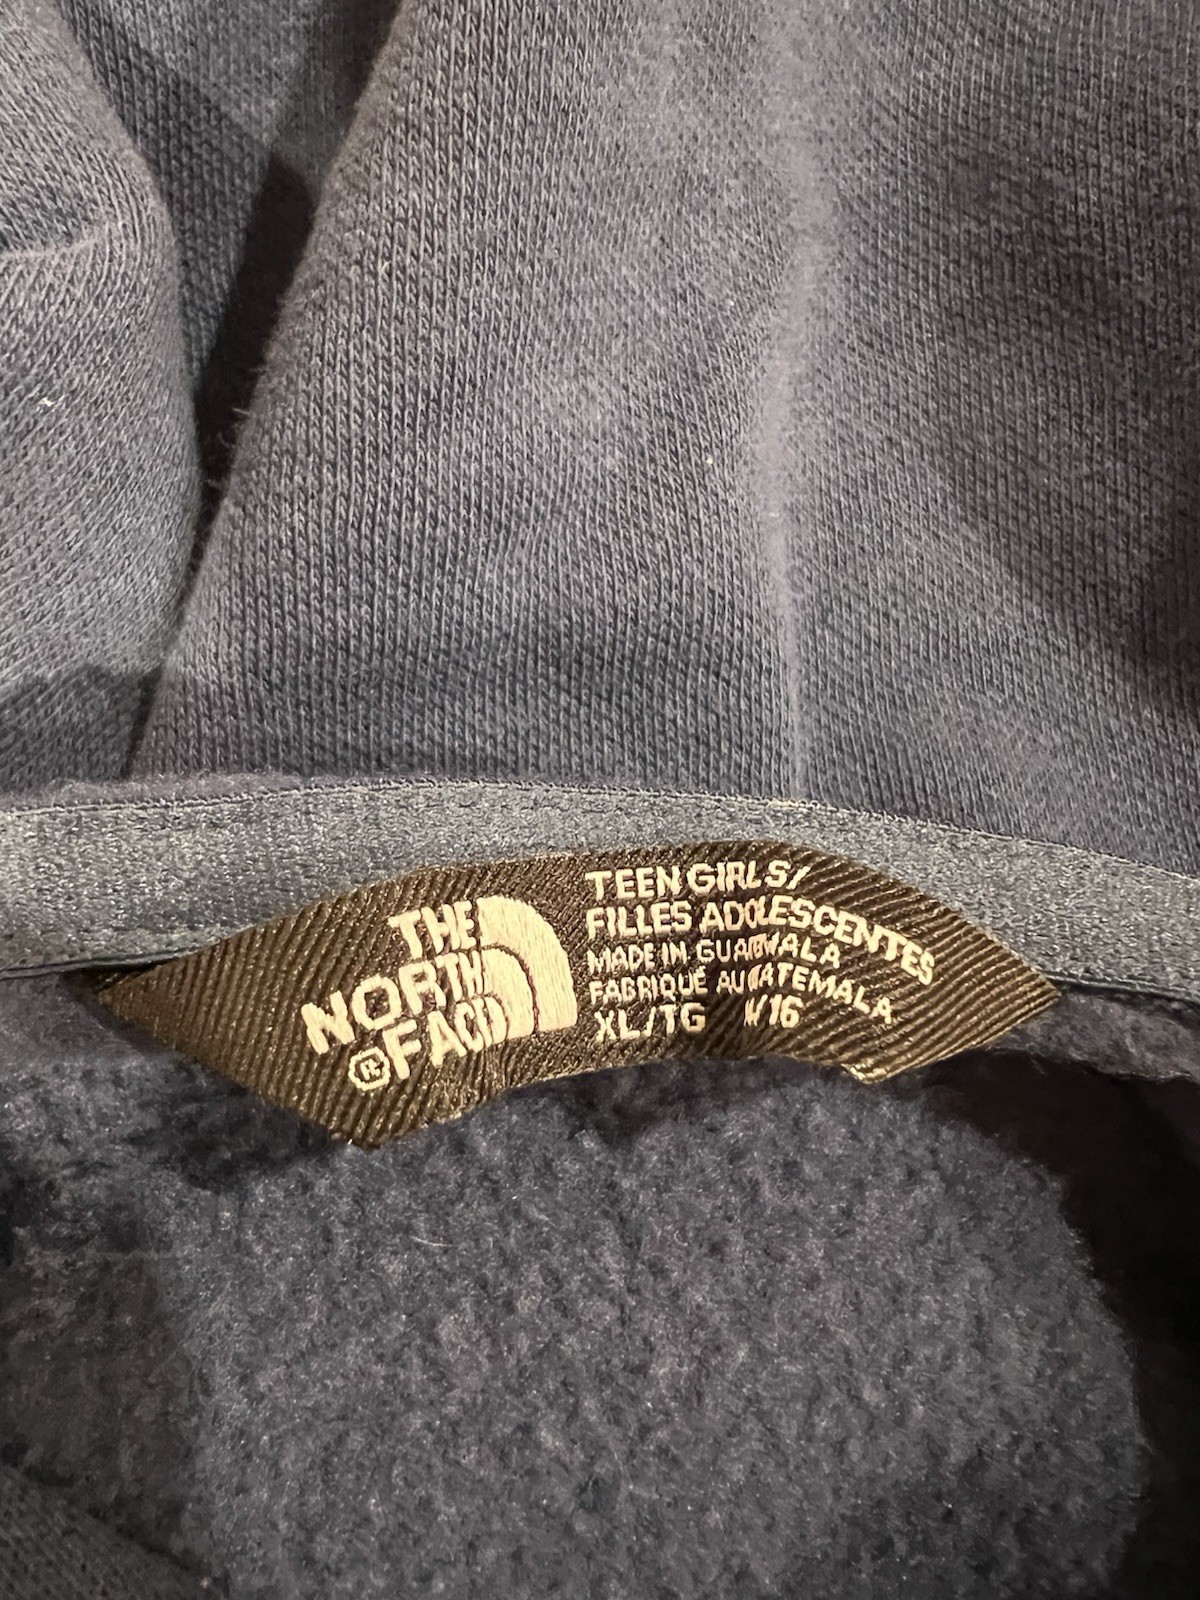 THE
NORTH
FACE
®
TEEN GIRLS/
FILLES ADOLESCENTES
MADE IN GUATEMALA
FABRIQUÉ AU GUATEMALA
XL/TG